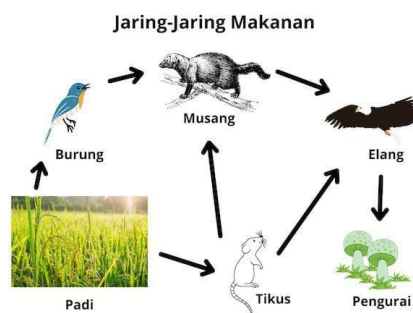 Jaring-Jaring Makanan
Musang
Burung
Elang
Padi
Tikus
Pengurai